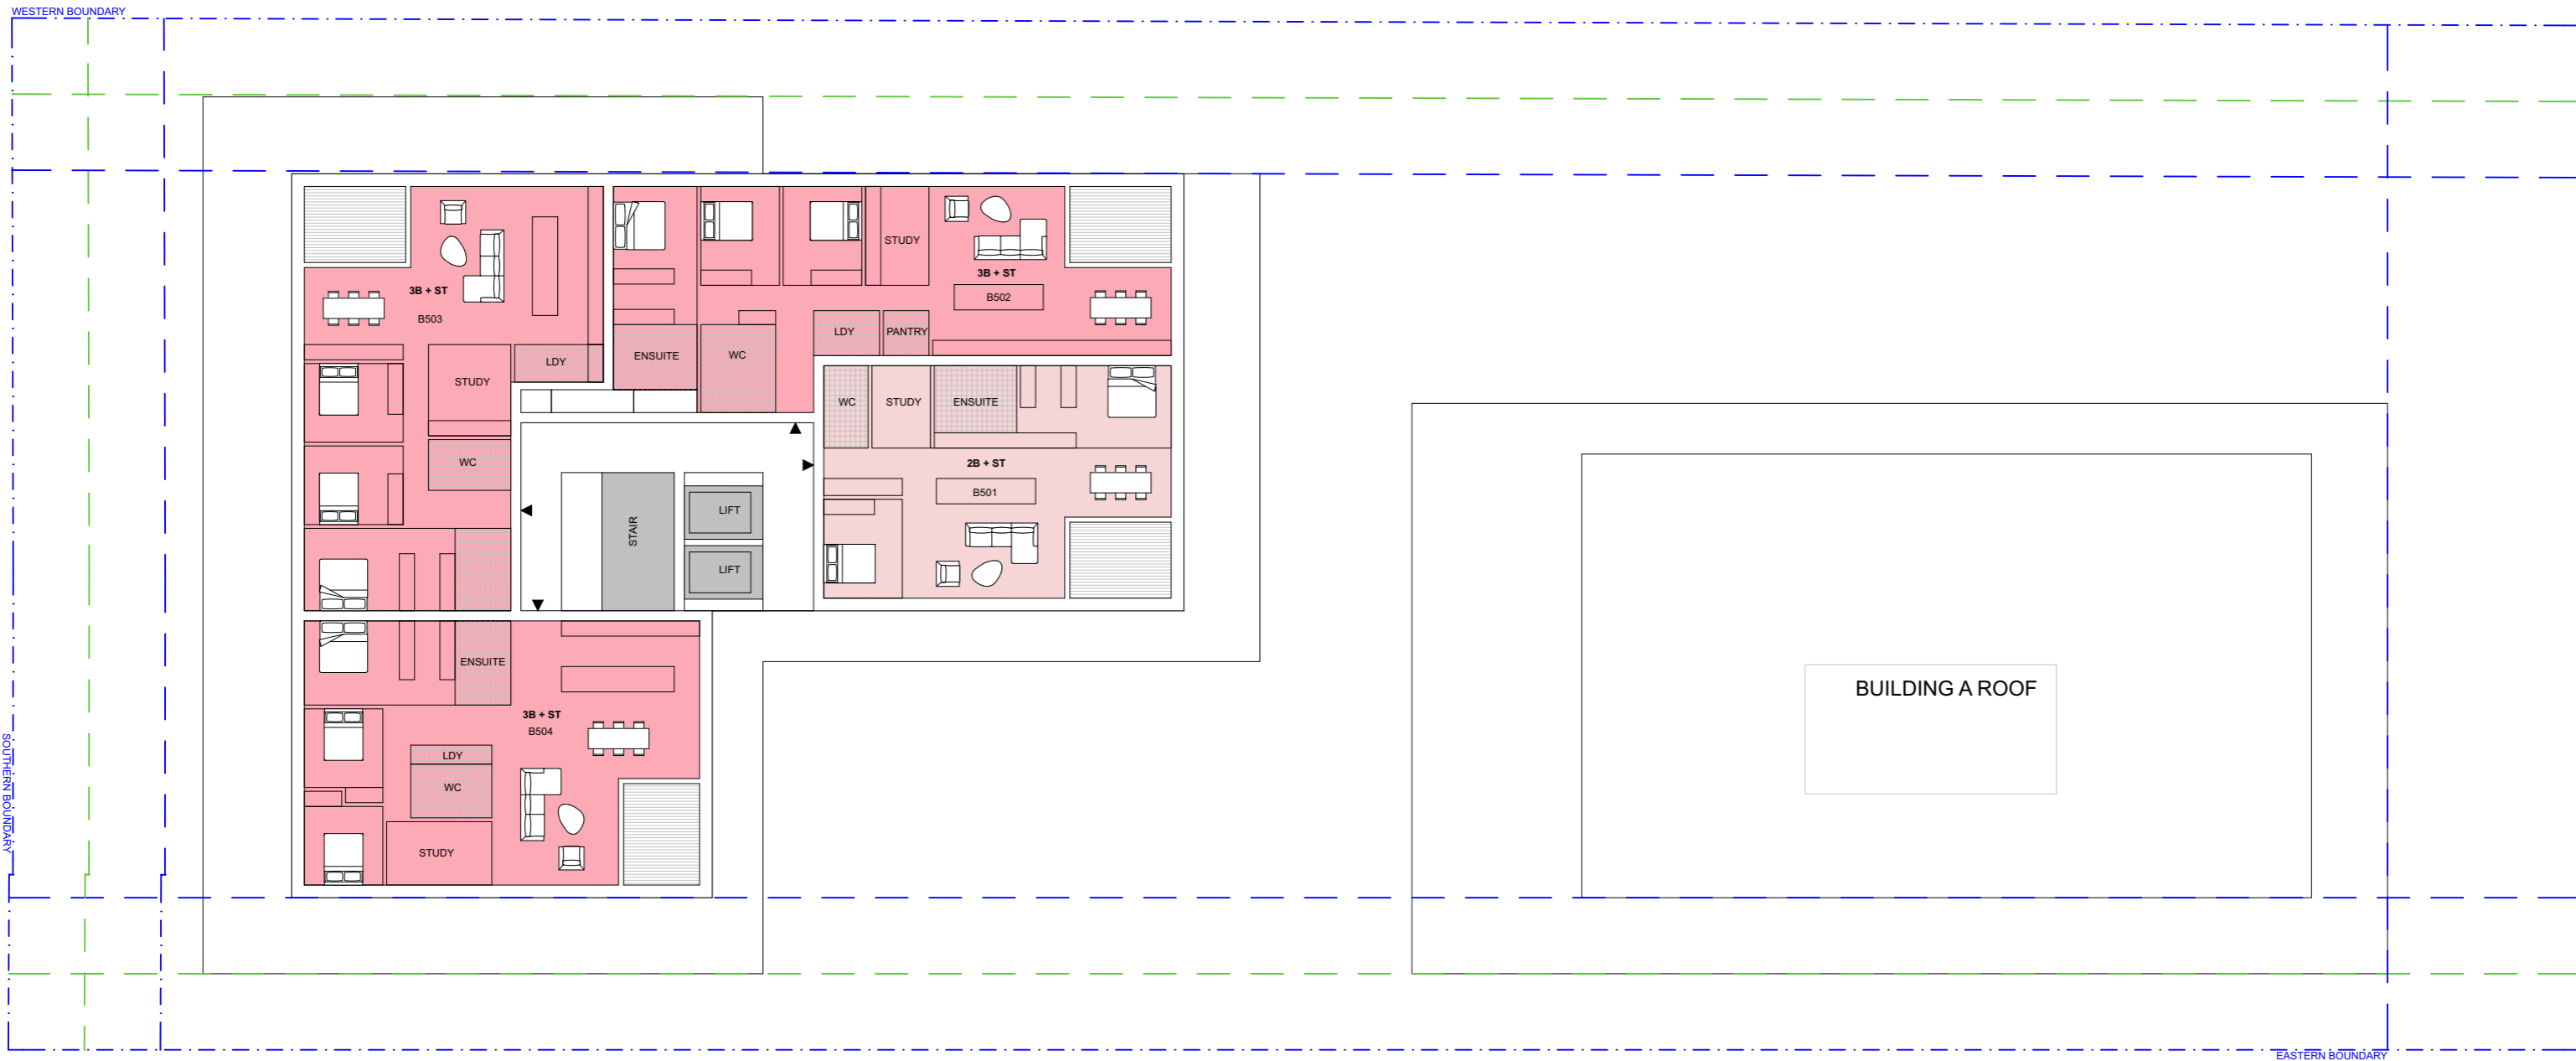 WESTERN BOUNDARY
STUDY
3B + ST
B502
3B + ST
B503
LDY
PANTRY
ENSUITE
WC
LDY
STUDY
WC
STUDY
ENSUITE
WC
2B + ST
B501
LIFT
STAIR
LIFT
ENSUITE
3B + ST
B504
LDY
WC
STUDY
BUILDING A ROOF
SOUTHERN BOUNDARY
EASTERN BOUNDARY